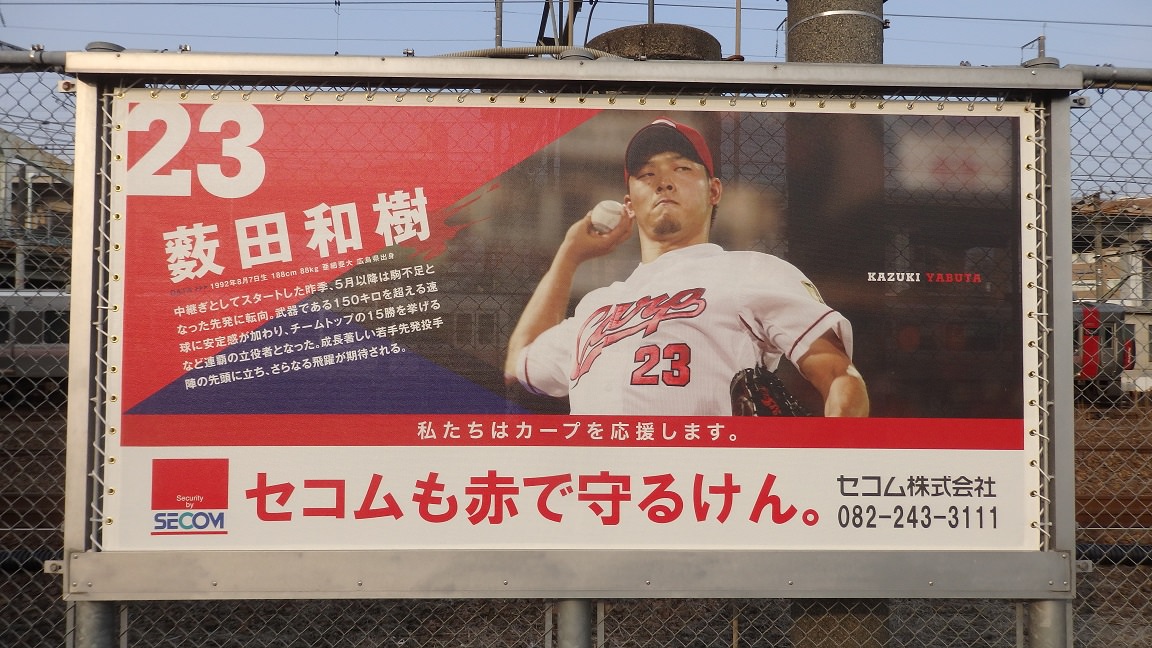 23
薮田和樹
1992年8月7日生 188cm 88kg 亜細亜大 広島県出身
中継ぎとしてスタートした昨季、5月以降は駒不足と
なった先発に転向。武器である150キロを超える速
球に安定感が加わり、チームトップの15勝を挙げる
など連覇の立役者となった。成長著しい若手先発投手
陣の先頭に立ち、さらなる飛躍が期待される。
KAZUKI YABUTA
Carp
23
私たちはカープを応援します。
Security
by
SECOM
セコムも赤で守るけん。
セコム株式会社
082-243-3111